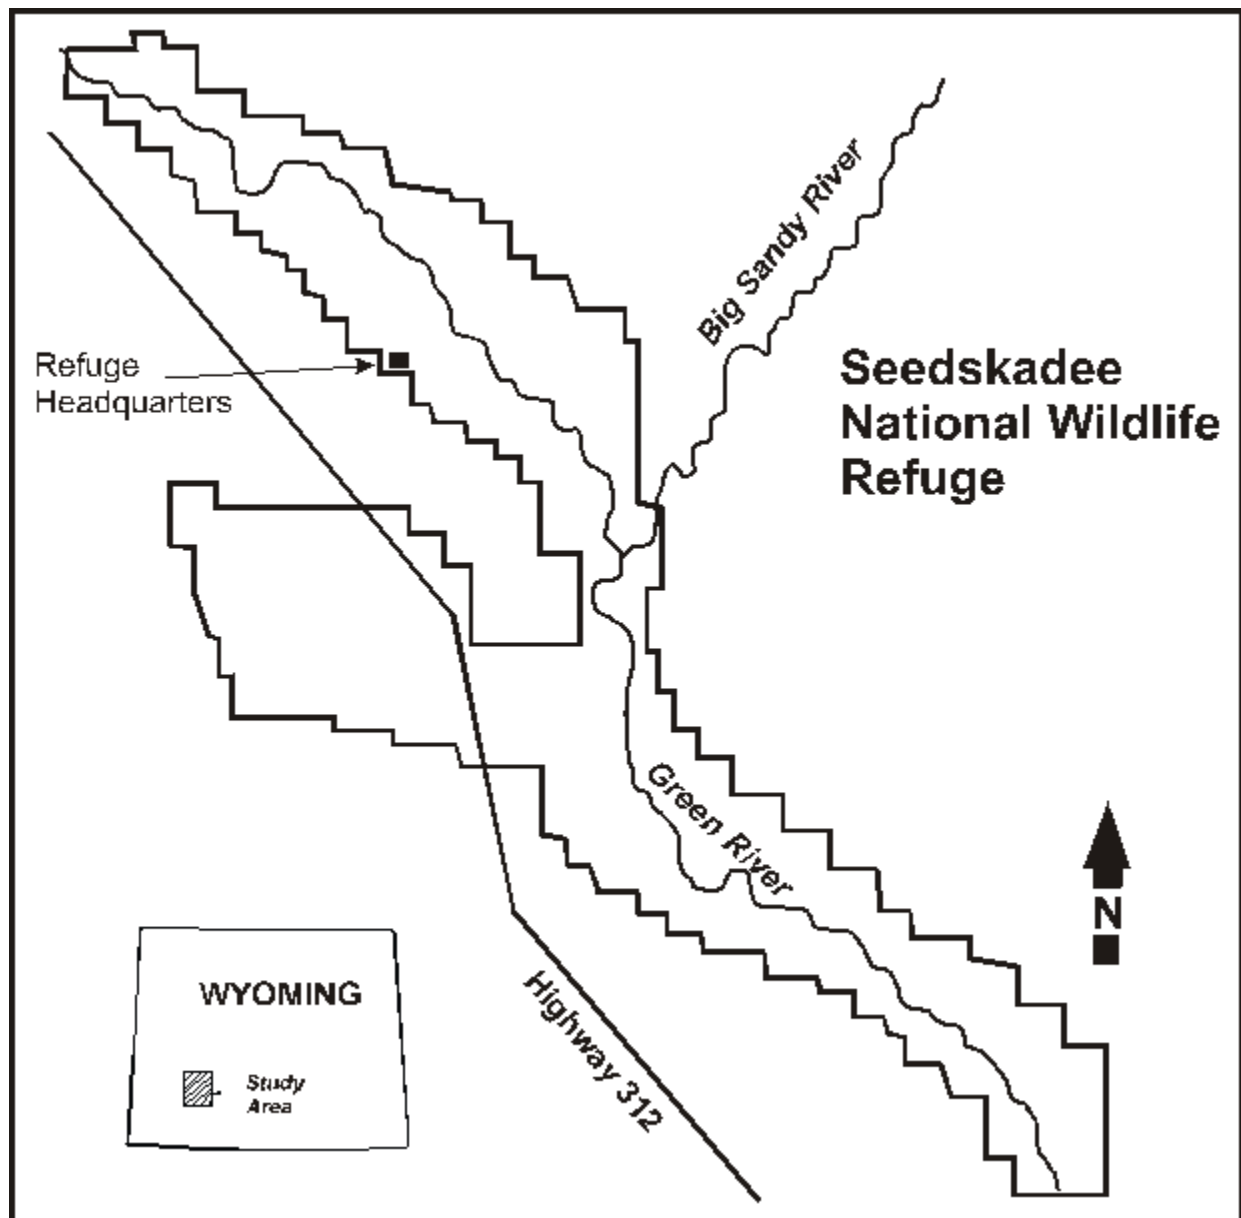 Big Sandy River
Seedskadee
National Wildlife
Refuge
Refuge
Headquarters
Green River
N
Highway 312
WYOMING
Study
Area